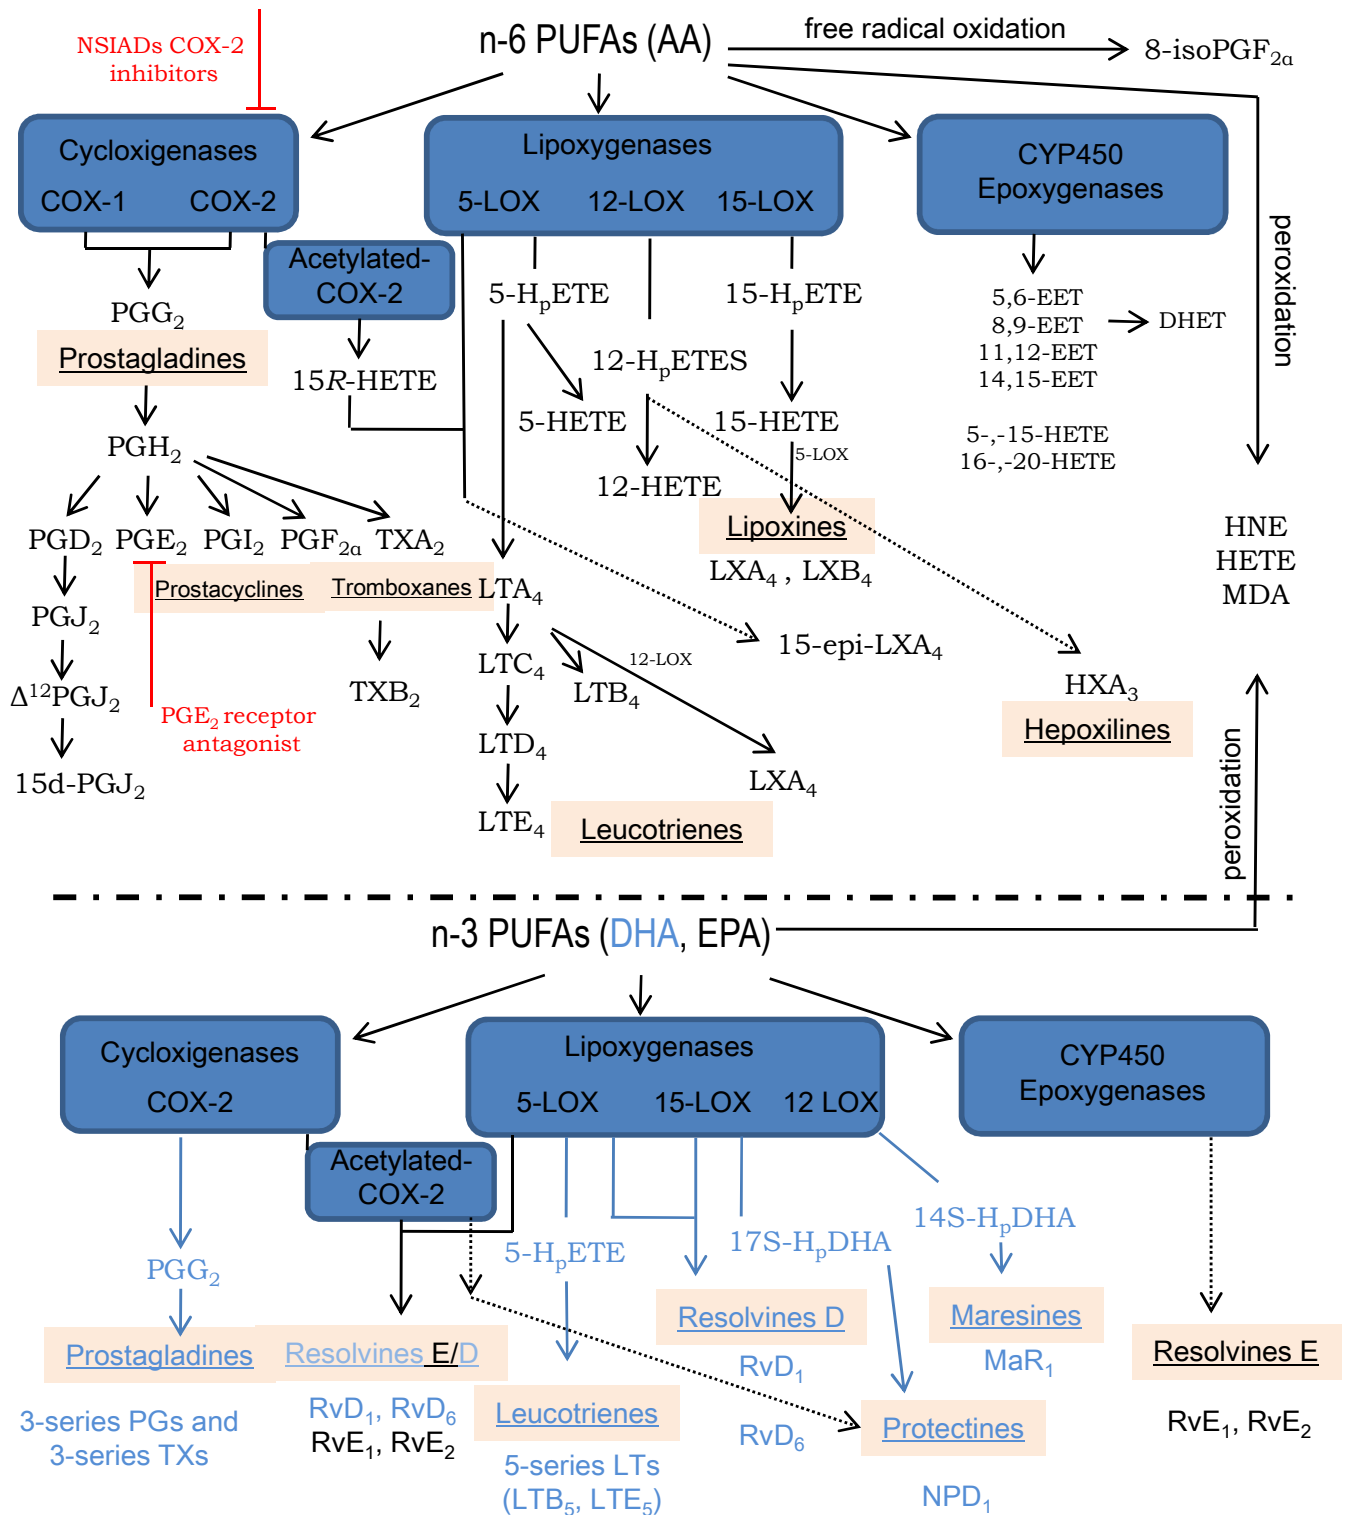 n-6 PUFAs (AA)
free radical oxidation
8-isoPGF2α
NSIADs COX-2
inhibitors
Cycloxigenases
COX-1 COX-2
Lipoxygenases
5-LOX 12-LOX 15-LOX
CYP450
Epoxygenases
peroxidation
Acetylated-
COX-2
PGG2
Prostagladines
15R-HETE
5-HpETE
15-HpETE
12-HpETES
5-HETE
15-HETE
5-LOX
12-HETE
5,6-EET
8,9-EET
11,12-EET
14,15-EET
DHET
5-,-15-HETE
16-,-20-HETE
PGH2
PGD2 PGE2 PGI2 PGF2α TXA2
Lipoxines
LXA4 , LXB4
HNE
HETE
MDA
Prostacyclines
Tromboxanes
LTA4
PGJ2
Δ12PGJ2
15d-PGJ2
PGE2 receptor
antagonist
TXB2
LTC4
LTB4
12-LOX
15-epi-LXA4
HXA3
Hepoxilines
LTD4
LXA4
LTE4
Leucotrienes
peroxidation
n-3 PUFAs (DHA, EPA)
Cycloxigenases
COX-2
Lipoxygenases
5-LOX 15-LOX 12 LOX
CYP450
Epoxygenases
Acetylated-
COX-2
PGG2
5-HpETE
17S-HpDHA
14S-HpDHA
Prostagladines
3-series PGs and
3-series TXs
Resolvines E/D
RvD1, RvD6
RvE1, RvE2
Leucotrienes
5-series LTs
(LTB5, LTE5)
Resolvines D
RvD1
RvD6
Maresines
MaR1
Protectines
NPD1
Resolvines E
RvE1, RvE2